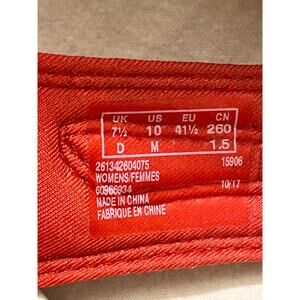 UK US EU CN
7½ 10 41½ 260
D M 1.5
261342604075 15906
WOMENS/FEMMES
60966934 10/17
MADE IN CHINA
FABRIQUE EN CHINE